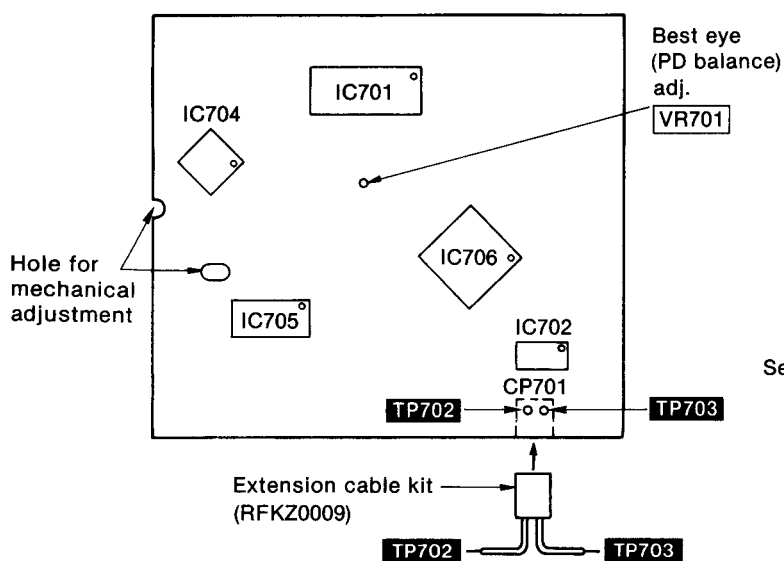 Best eye
(PD balance)
adj.
VR701
IC701
IC704
IC706
Hole for
mechanical
adjustment
IC705
IC702
Se
CP701
TP702
TP703
Extension cable kit
(RFKZ0009)
TP702
TP703